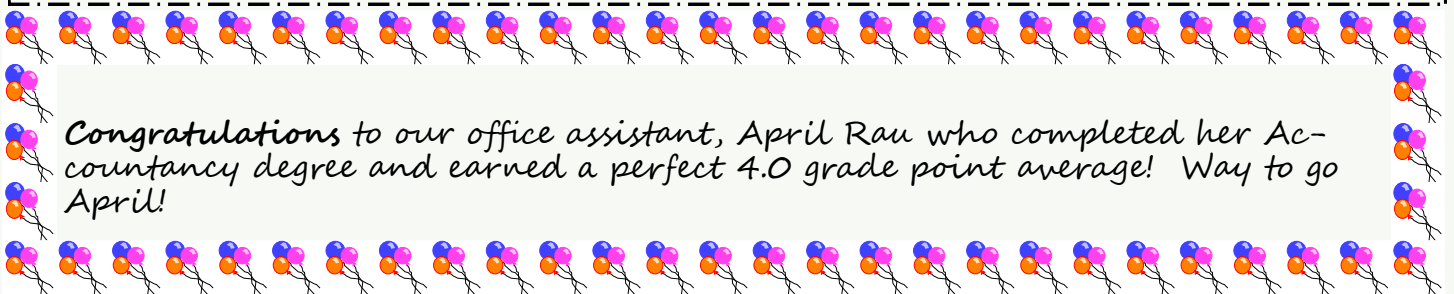 Congratulations to our office assistant, April Rau who completed her Ac-
countancy degree and earned a perfect 4.0 grade point average!  Way to go
April!